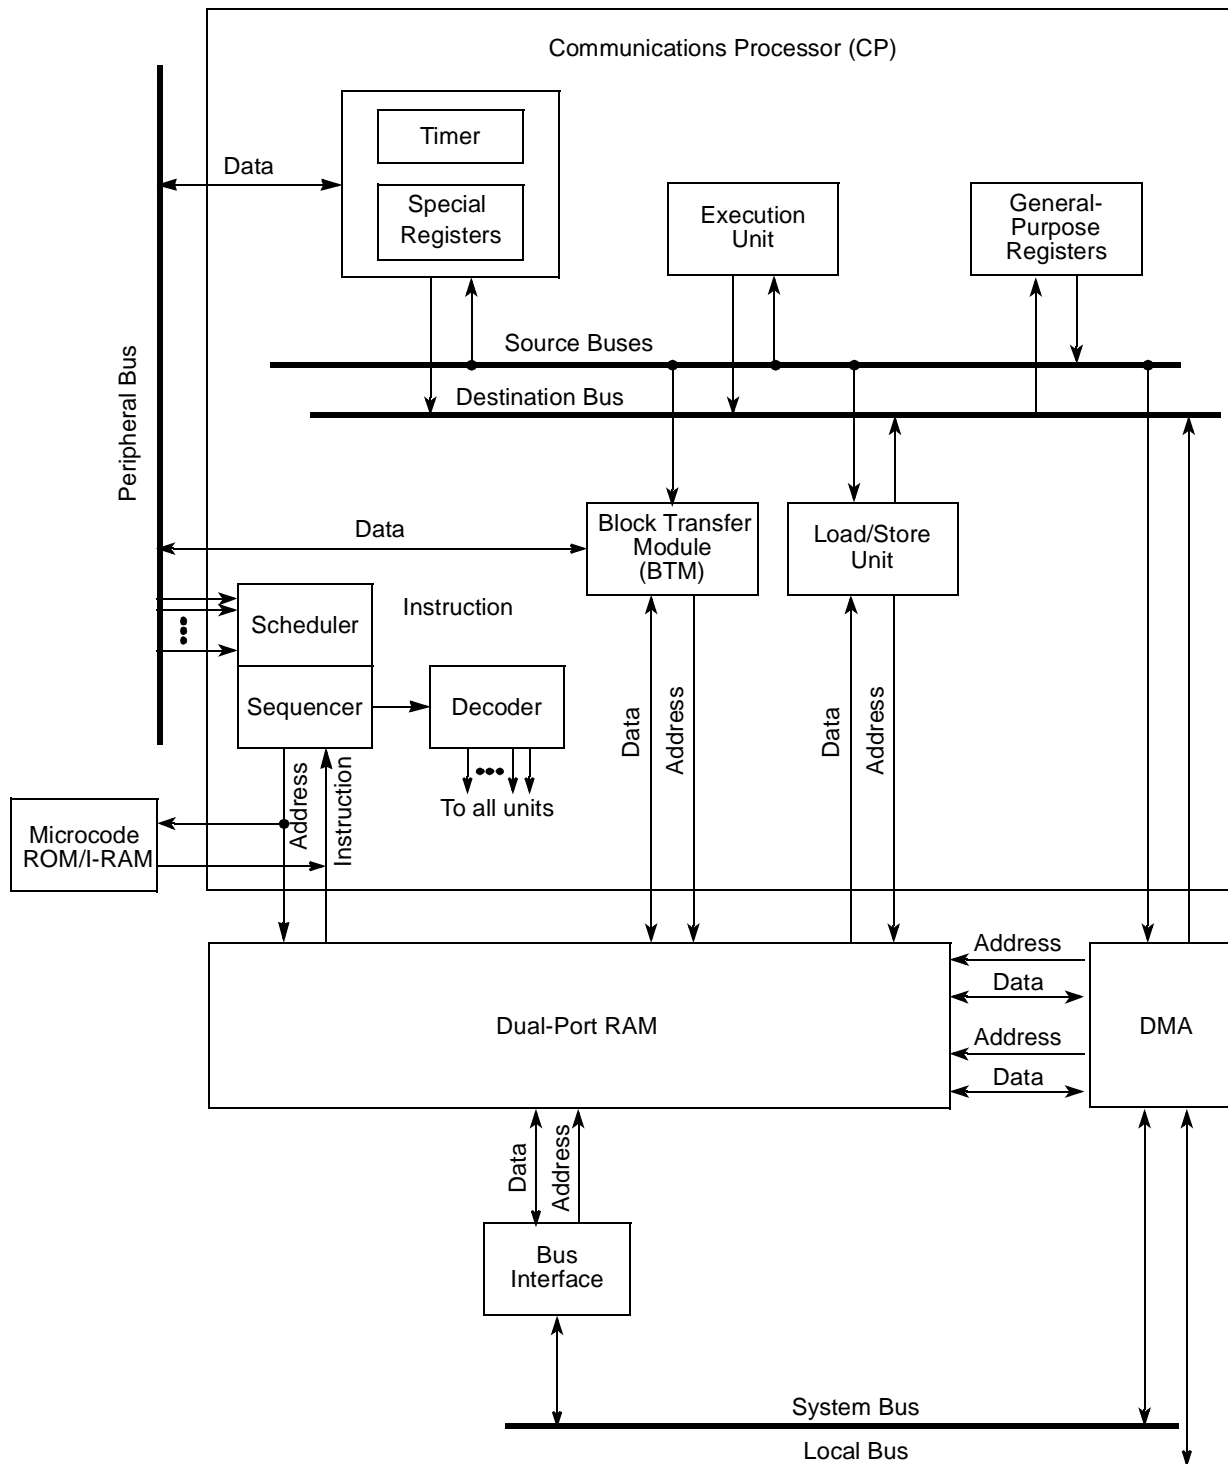 Communications Processor (CP)
Timer
Data
Special
Registers
Execution
Unit
General-
Purpose
Registers
Source Buses
Destination Bus
Peripheral Bus
Data
Block Transfer
Module
(BTM)
Load/Store
Unit
Scheduler
Instruction
Sequencer
Decoder
Data
Address
Data
Address
Address
Instruction
To all units
Microcode
ROM/I-RAM
Dual-Port RAM
Address
Data
Address
Data
DMA
Data
Address
Bus
Interface
System Bus
Local Bus